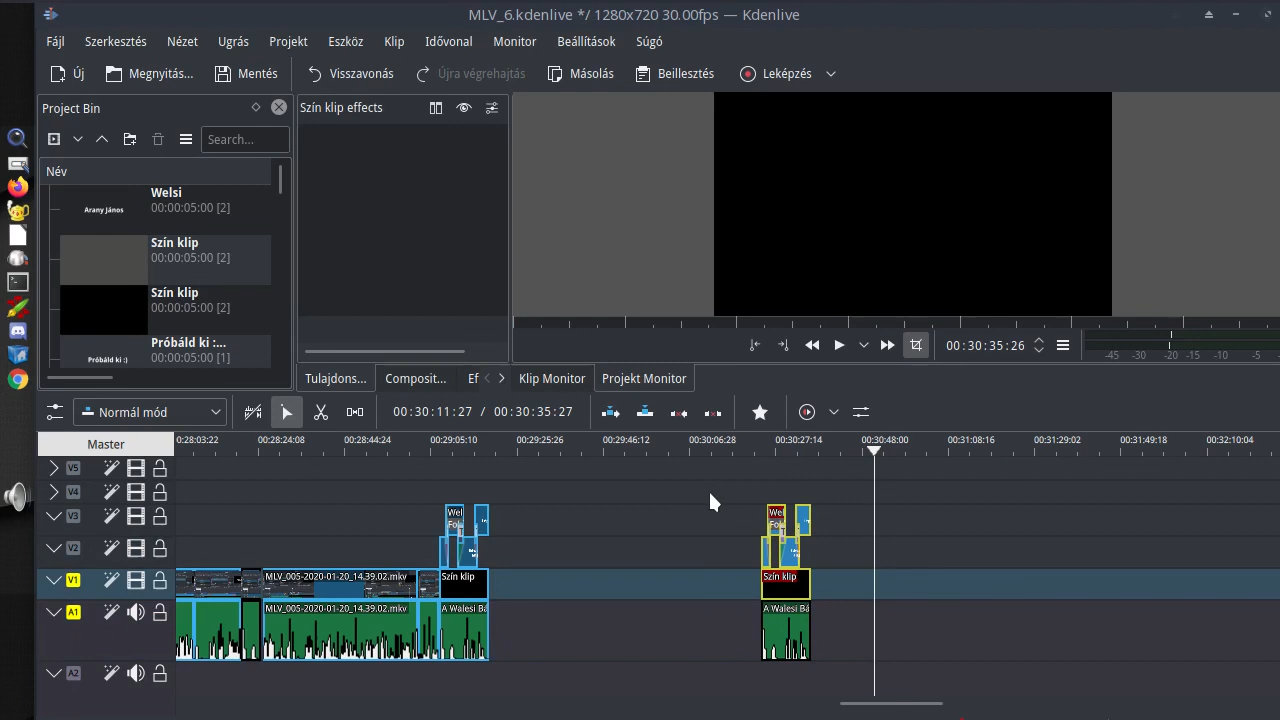 MLV_6.kdenlive */ 1280x720 30.00fps — Kdenlive
Fájl Szerkesztés Nézet Ugrás Projekt Eszköz Klip Idővonal Monitor Beállítások Súgó
Új Megnyitás... Mentés Visszavonás Újra végrehajtás Másolás Beillesztés Leképzés
Project Bin
Szín klip effects
Search...
Név
Welsi
00:00:05:00 [2]
Arany János
Szín klip
00:00:05:00 [2]
Szín klip
00:00:05:00 [2]
Próbáld ki :...
00:00:05:00 [1]
Próbáld ki :)
00:30:35:26
-45 -30 -20 -15 -10 -5
Tulajdons... Composit... Ef Klip Monitor Projekt Monitor
Normál mód
00:30:11:27 / 00:30:35:27
Master
0:28:03:22 00:28:24:08 00:28:44:24 00:29:05:10 00:29:25:26 00:29:46:12 00:30:06:28 00:30:27:14 00:30:48:00 00:31:08:16 00:31:29:02 00:31:49:18 00:32:10:04
V5
V4
V3 Wel Wel
V2
V1 MLV_005-2020-01-20_14.39.02.mkv Szín klip Szín klip
A1 MLV_005-2020-01-20_14.39.02.mkv A Walesi Bá A Walesi Bá
A2